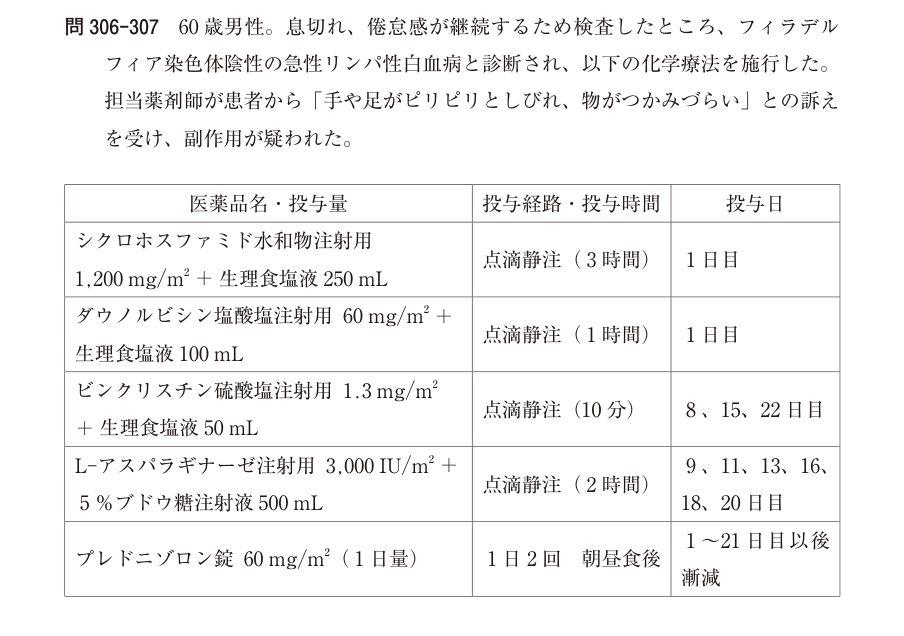 問 306-307　60 歳男性。息切れ、倦怠感が継続するため検査したところ、フィラデル
フィア染色体陰性の急性リンパ性白血病と診断され、以下の化学療法を施行した。
担当薬剤師が患者から「手や足がピリピリとしびれ、物がつかみづらい」との訴え
を受け、副作用が疑われた。
医薬品名・投与量　投与経路・投与時間　投与日
シクロホスファミド水和物注射用
1,200 mg/m² + 生理食塩液 250 mL　点滴静注（3時間）　1日目
ダウノルビシン塩酸塩注射用 60 mg/m² +
生理食塩液 100 mL　点滴静注（1時間）　1日目
ビンクリスチン硫酸塩注射用 1.3 mg/m²
+ 生理食塩液 50 mL　点滴静注（10 分）　8、15、22 日目
L-アスパラギナーゼ注射用 3,000 IU/m² +
5％ブドウ糖注射液 500 mL　点滴静注（2時間）　9、11、13、16、
18、20 日目
プレドニゾロン錠 60 mg/m²（1日量）　1日2回　朝昼食後　1〜21 日目以後
漸減